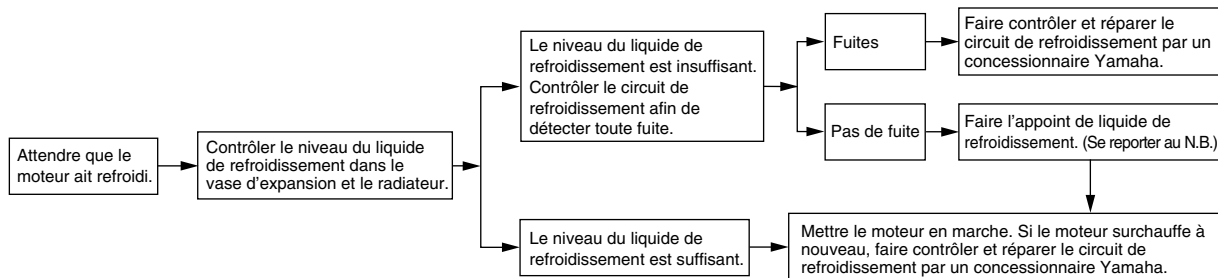 Attendre que le
moteur ait refroidi.
Contrôler le niveau du liquide
de refroidissement dans le
vase d'expansion et le radiateur.
Le niveau du liquide de
refroidissement est insuffisant.
Contrôler le circuit de
refroidissement afin de
détecter toute fuite.
Fuites
Faire contrôler et réparer le
circuit de refroidissement par un
concessionnaire Yamaha.
Pas de fuite
Faire l'appoint de liquide de
refroidissement. (Se reporter au N.B.)
Le niveau du liquide de
refroidissement est suffisant.
Mettre le moteur en marche. Si le moteur surchauffe à
nouveau, faire contrôler et réparer le circuit de
refroidissement par un concessionnaire Yamaha.